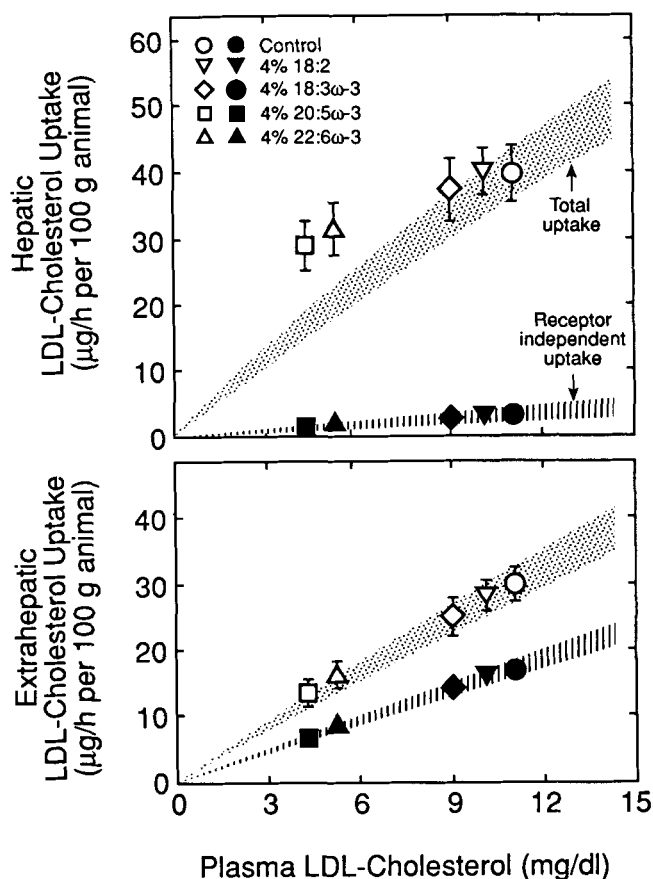 Control
4% 18:2
4% 18:3ω-3
4% 20:5ω-3
4% 22:6ω-3
60
50
40
30
20
10
0
Hepatic
LDL-Cholesterol Uptake
(μg/h per 100 g animal)
Total
uptake
Receptor
independent
uptake
40
30
20
10
0
Extrahepatic
LDL-Cholesterol Uptake
(μg/h per 100 g animal)
0 3 6 9 12 15
Plasma LDL-Cholesterol (mg/dl)